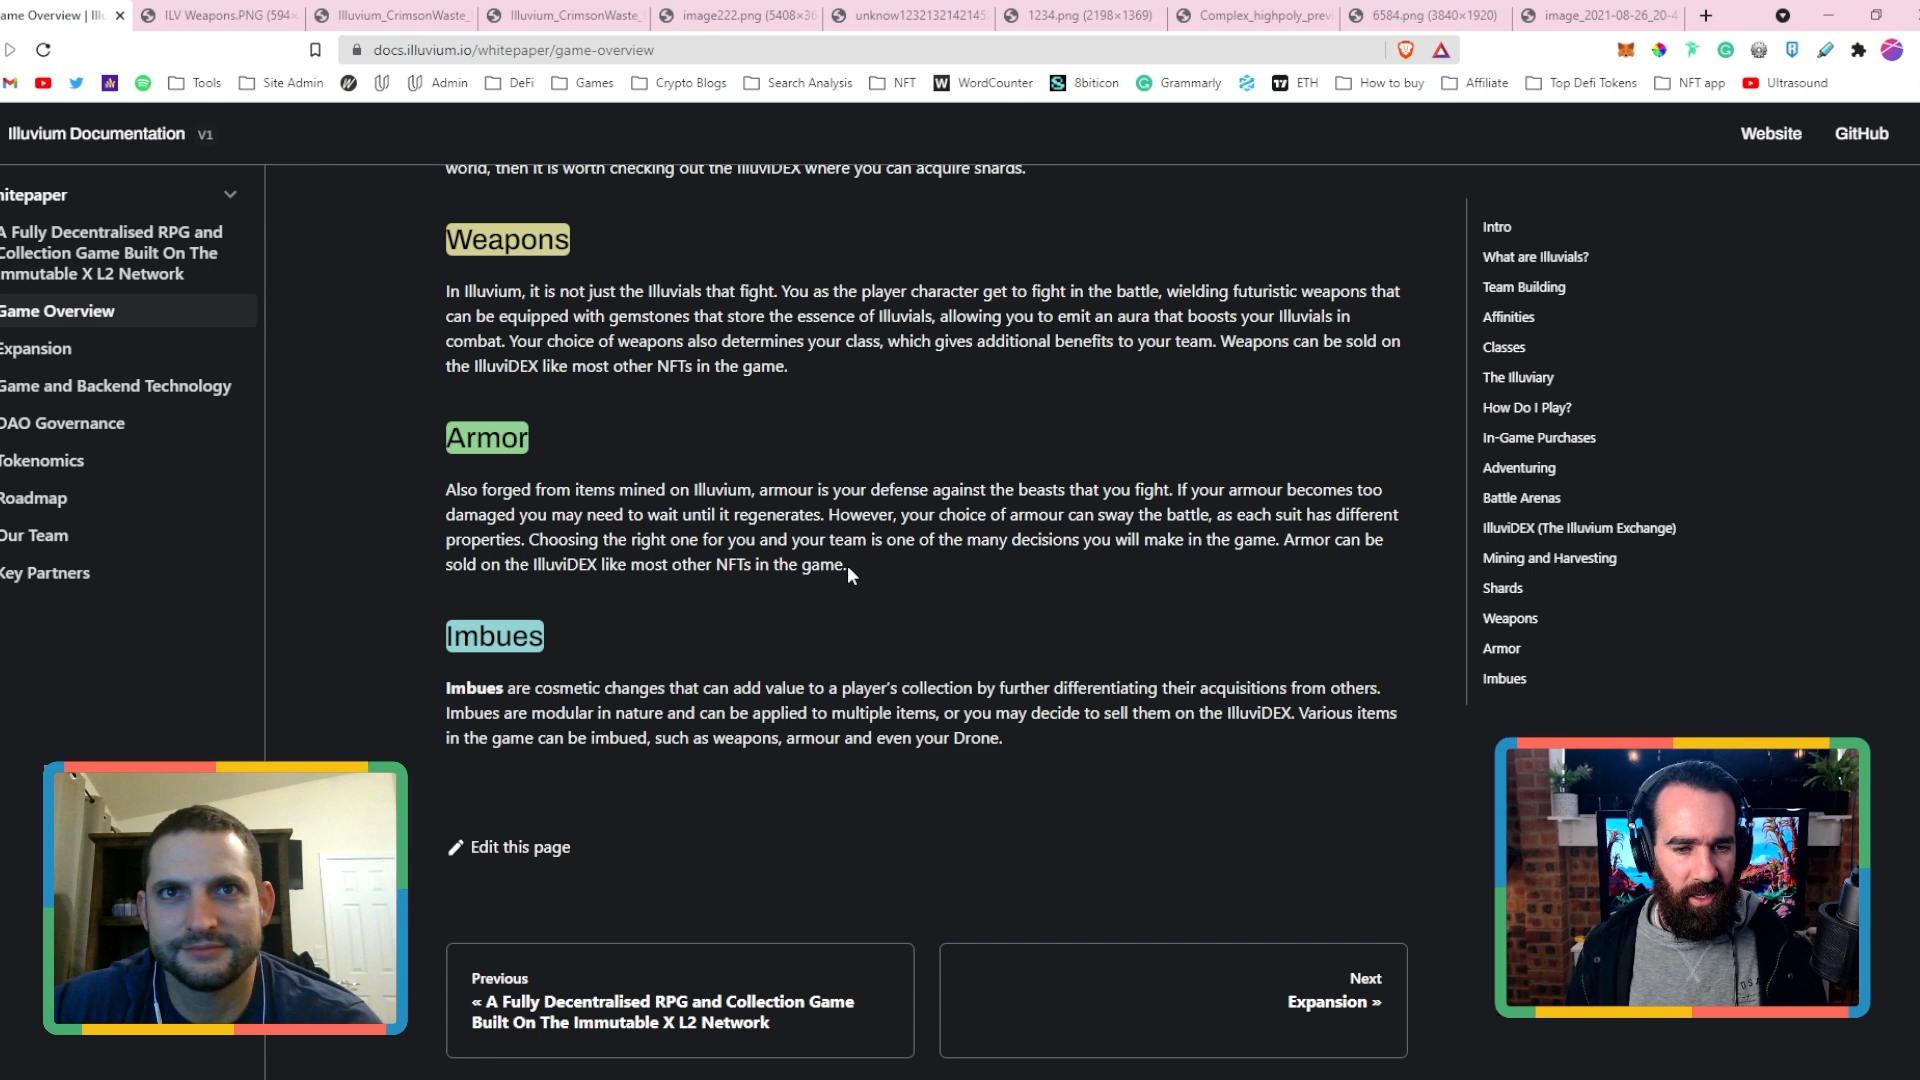 ame Overview | Illu
ILV Weapons.PNG (594×
Illuvium_CrimsonWaste_
Illuvium_CrimsonWaste_
image222.png (5408×36
unknow1232132142145
1234.png (2198×1369)
Complex_highpoly_previ
6584.png (3840×1920)
image_2021-08-26_20-4
docs.illuvium.io/whitepaper/game-overview
Tools
Site Admin
Admin
DeFi
Games
Crypto Blogs
Search Analysis
NFT
WordCounter
8biticon
Grammarly
ETH
How to buy
Affiliate
Top Defi Tokens
NFT app
Ultrasound
Illuvium Documentation V1
Website
GitHub
hitepaper
A Fully Decentralised RPG and
Collection Game Built On The
mmutable X L2 Network
Game Overview
Expansion
Game and Backend Technology
DAO Governance
Tokenomics
Roadmap
Our Team
Key Partners
world, then it is worth checking out the IlluviDEX where you can acquire shards.
Weapons
In Illuvium, it is not just the Illuvials that fight. You as the player character get to fight in the battle, wielding futuristic weapons that
can be equipped with gemstones that store the essence of Illuvials, allowing you to emit an aura that boosts your Illuvials in
combat. Your choice of weapons also determines your class, which gives additional benefits to your team. Weapons can be sold on
the IlluviDEX like most other NFTs in the game.
Armor
Also forged from items mined on Illuvium, armour is your defense against the beasts that you fight. If your armour becomes too
damaged you may need to wait until it regenerates. However, your choice of armour can sway the battle, as each suit has different
properties. Choosing the right one for you and your team is one of the many decisions you will make in the game. Armor can be
sold on the IlluviDEX like most other NFTs in the game.
Imbues
Imbues are cosmetic changes that can add value to a player's collection by further differentiating their acquisitions from others.
Imbues are modular in nature and can be applied to multiple items, or you may decide to sell them on the IlluviDEX. Various items
in the game can be imbued, such as weapons, armour and even your Drone.
Edit this page
Previous
« A Fully Decentralised RPG and Collection Game
Built On The Immutable X L2 Network
Next
Expansion »
Intro
What are Illuvials?
Team Building
Affinities
Classes
The Illuviary
How Do I Play?
In-Game Purchases
Adventuring
Battle Arenas
IlluviDEX (The Illuvium Exchange)
Mining and Harvesting
Shards
Weapons
Armor
Imbues